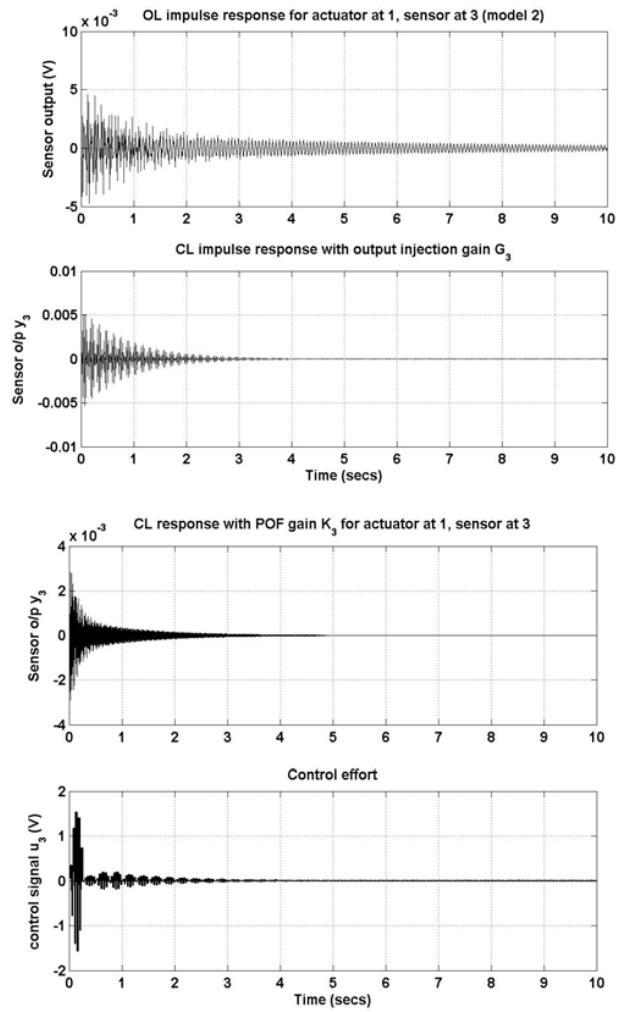 OL impulse response for actuator at 1, sensor at 3 (model 2)
x 10⁻³
10
5
0
-5
Sensor output (V)
0 1 2 3 4 5 6 7 8 9 10
CL impulse response with output injection gain G₃
0.01
0.005
0
-0.005
-0.01
Sensor o/p y₃
0 1 2 3 4 5 6 7 8 9 10
Time (secs)
CL response with POF gain K₃ for actuator at 1, sensor at 3
x 10⁻³
4
2
0
-2
-4
Sensor o/p y₃
0 1 2 3 4 5 6 7 8 9 10
Control effort
2
1
0
-1
-2
control signal u₃ (V)
0 1 2 3 4 5 6 7 8 9 10
Time (secs)